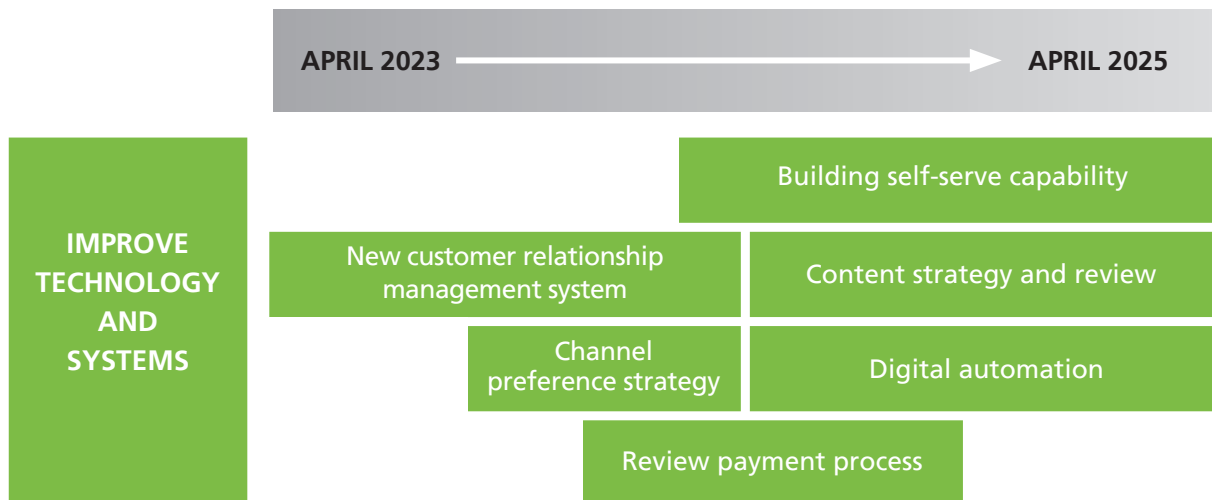 APRIL 2023
APRIL 2025
IMPROVE
TECHNOLOGY
AND
SYSTEMS
Building self-serve capability
New customer relationship
management system
Content strategy and review
Channel
preference strategy
Digital automation
Review payment process